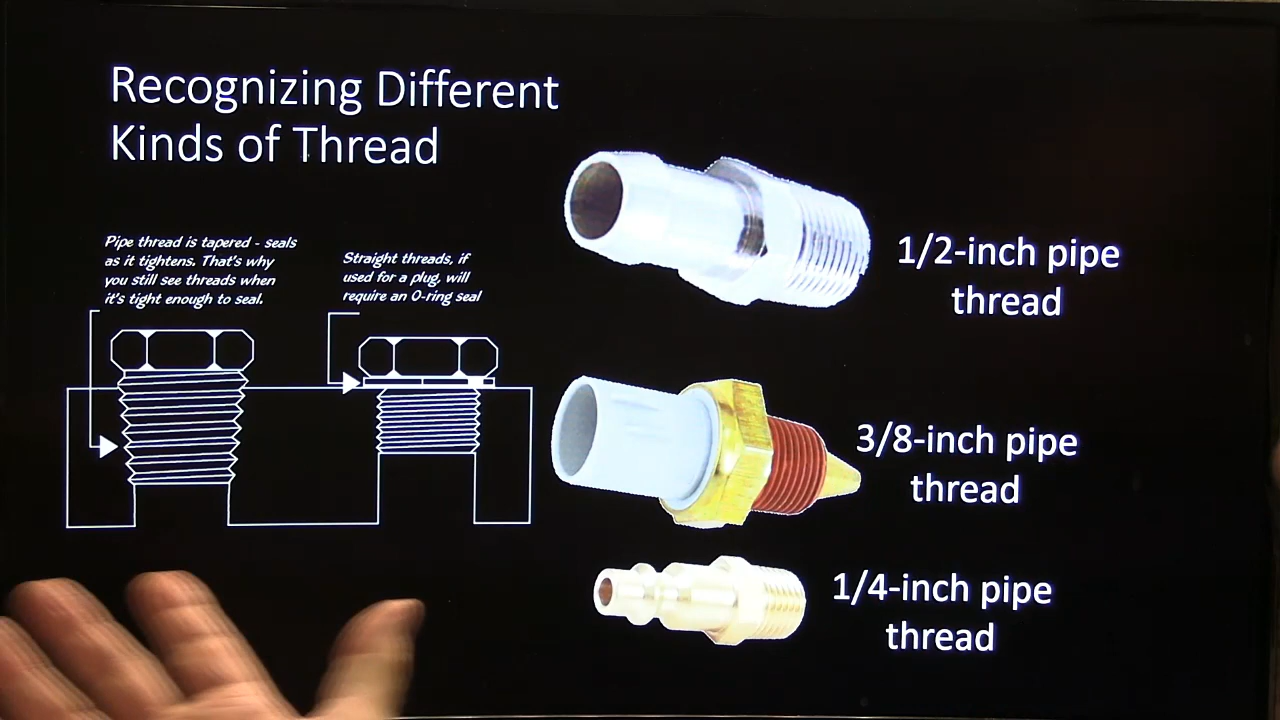 Recognizing Different
Kinds of Thread
Pipe thread is tapered - seals
as it tightens. That's why
you still see threads when
it's tight enough to seal.
Straight threads, if
used for a plug, will
require an O-ring seal
1/2-inch pipe
thread
3/8-inch pipe
thread
1/4-inch pipe
thread